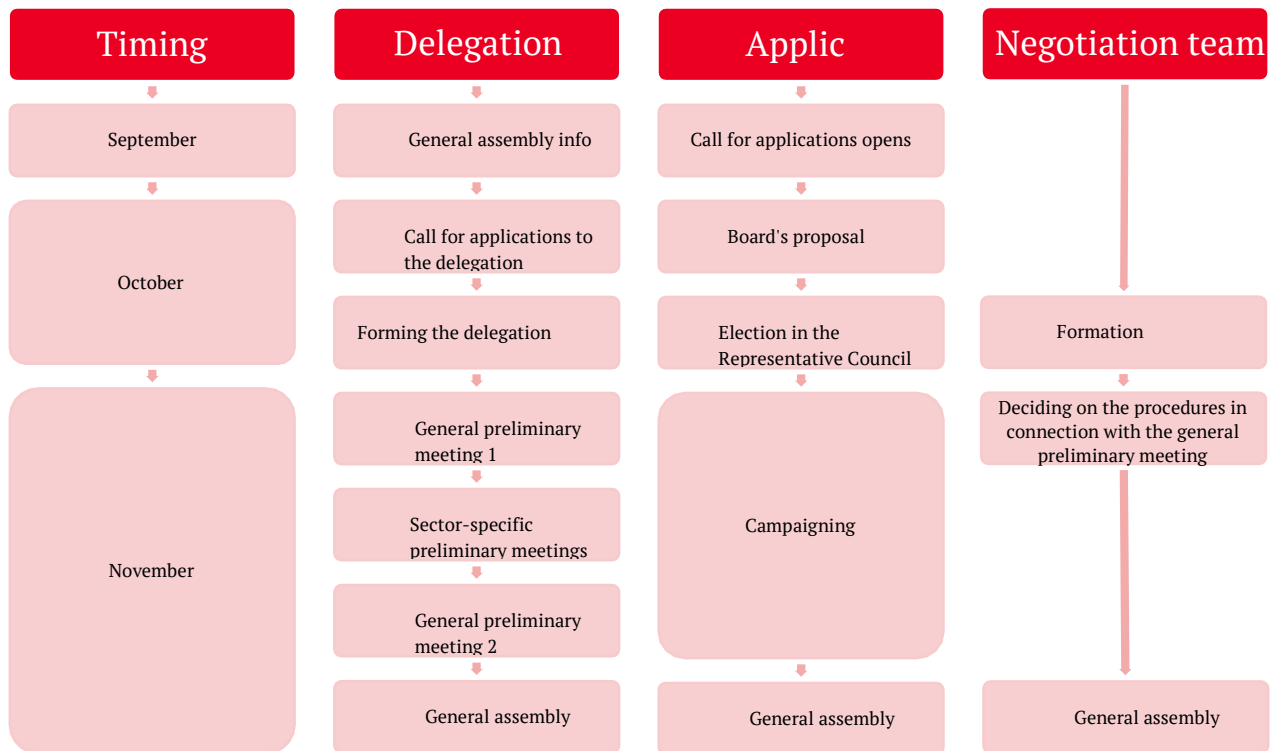 Timing
Delegation
Applic
Negotiation team
September
General assembly info
Call for applications opens
October
Call for applications to
the delegation
Board's proposal
Forming the delegation
Election in the
Representative Council
Formation
November
General preliminary
meeting 1
Campaigning
Deciding on the procedures in
connection with the general
preliminary meeting
Sector-specific
preliminary meetings
General preliminary
meeting 2
General assembly
General assembly
General assembly